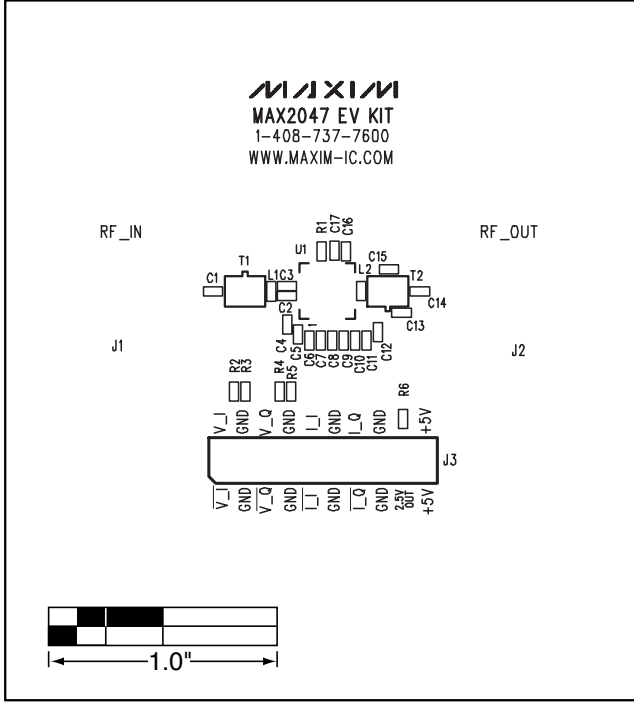 MAXIM
MAX2047 EV KIT
1-408-737-7600
WWW.MAXIM-IC.COM
RF_IN
RF_OUT
U1
R1
C17
C16
C1
T1
L1
C3
L2
C15
T2
C14
C13
C2
C4
C5
1
C6
C7
C8
C9
C10
C11
C12
J1
J2
R2
R3
R4
R5
R6
V_I
GND
V_Q
GND
I_I
GND
I_Q
GND
+5V
J3
V_I
GND
V_Q
GND
I_I
GND
I_Q
GND
2.5V
OUT
+5V
1.0"